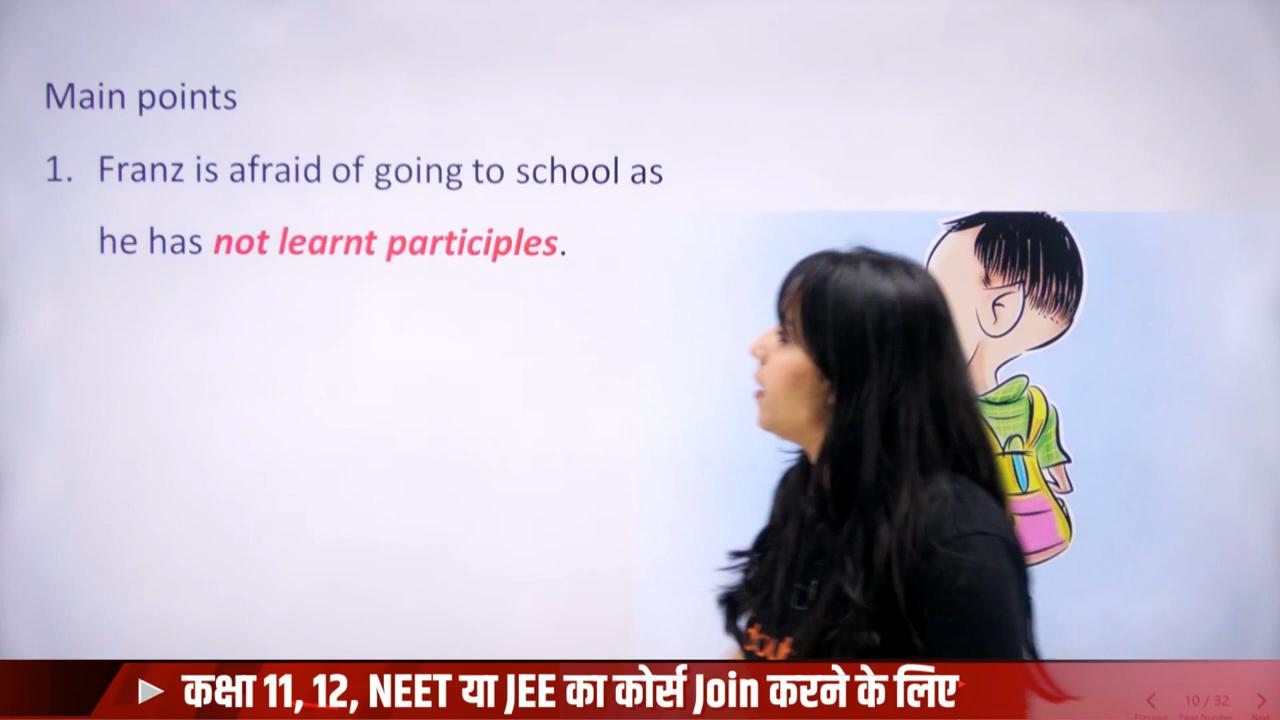 Main points
1. Franz is afraid of going to school as
he has not learnt participles.
कक्षा 11, 12, NEET या JEE का कोर्स Join करने के लिए
10 / 32